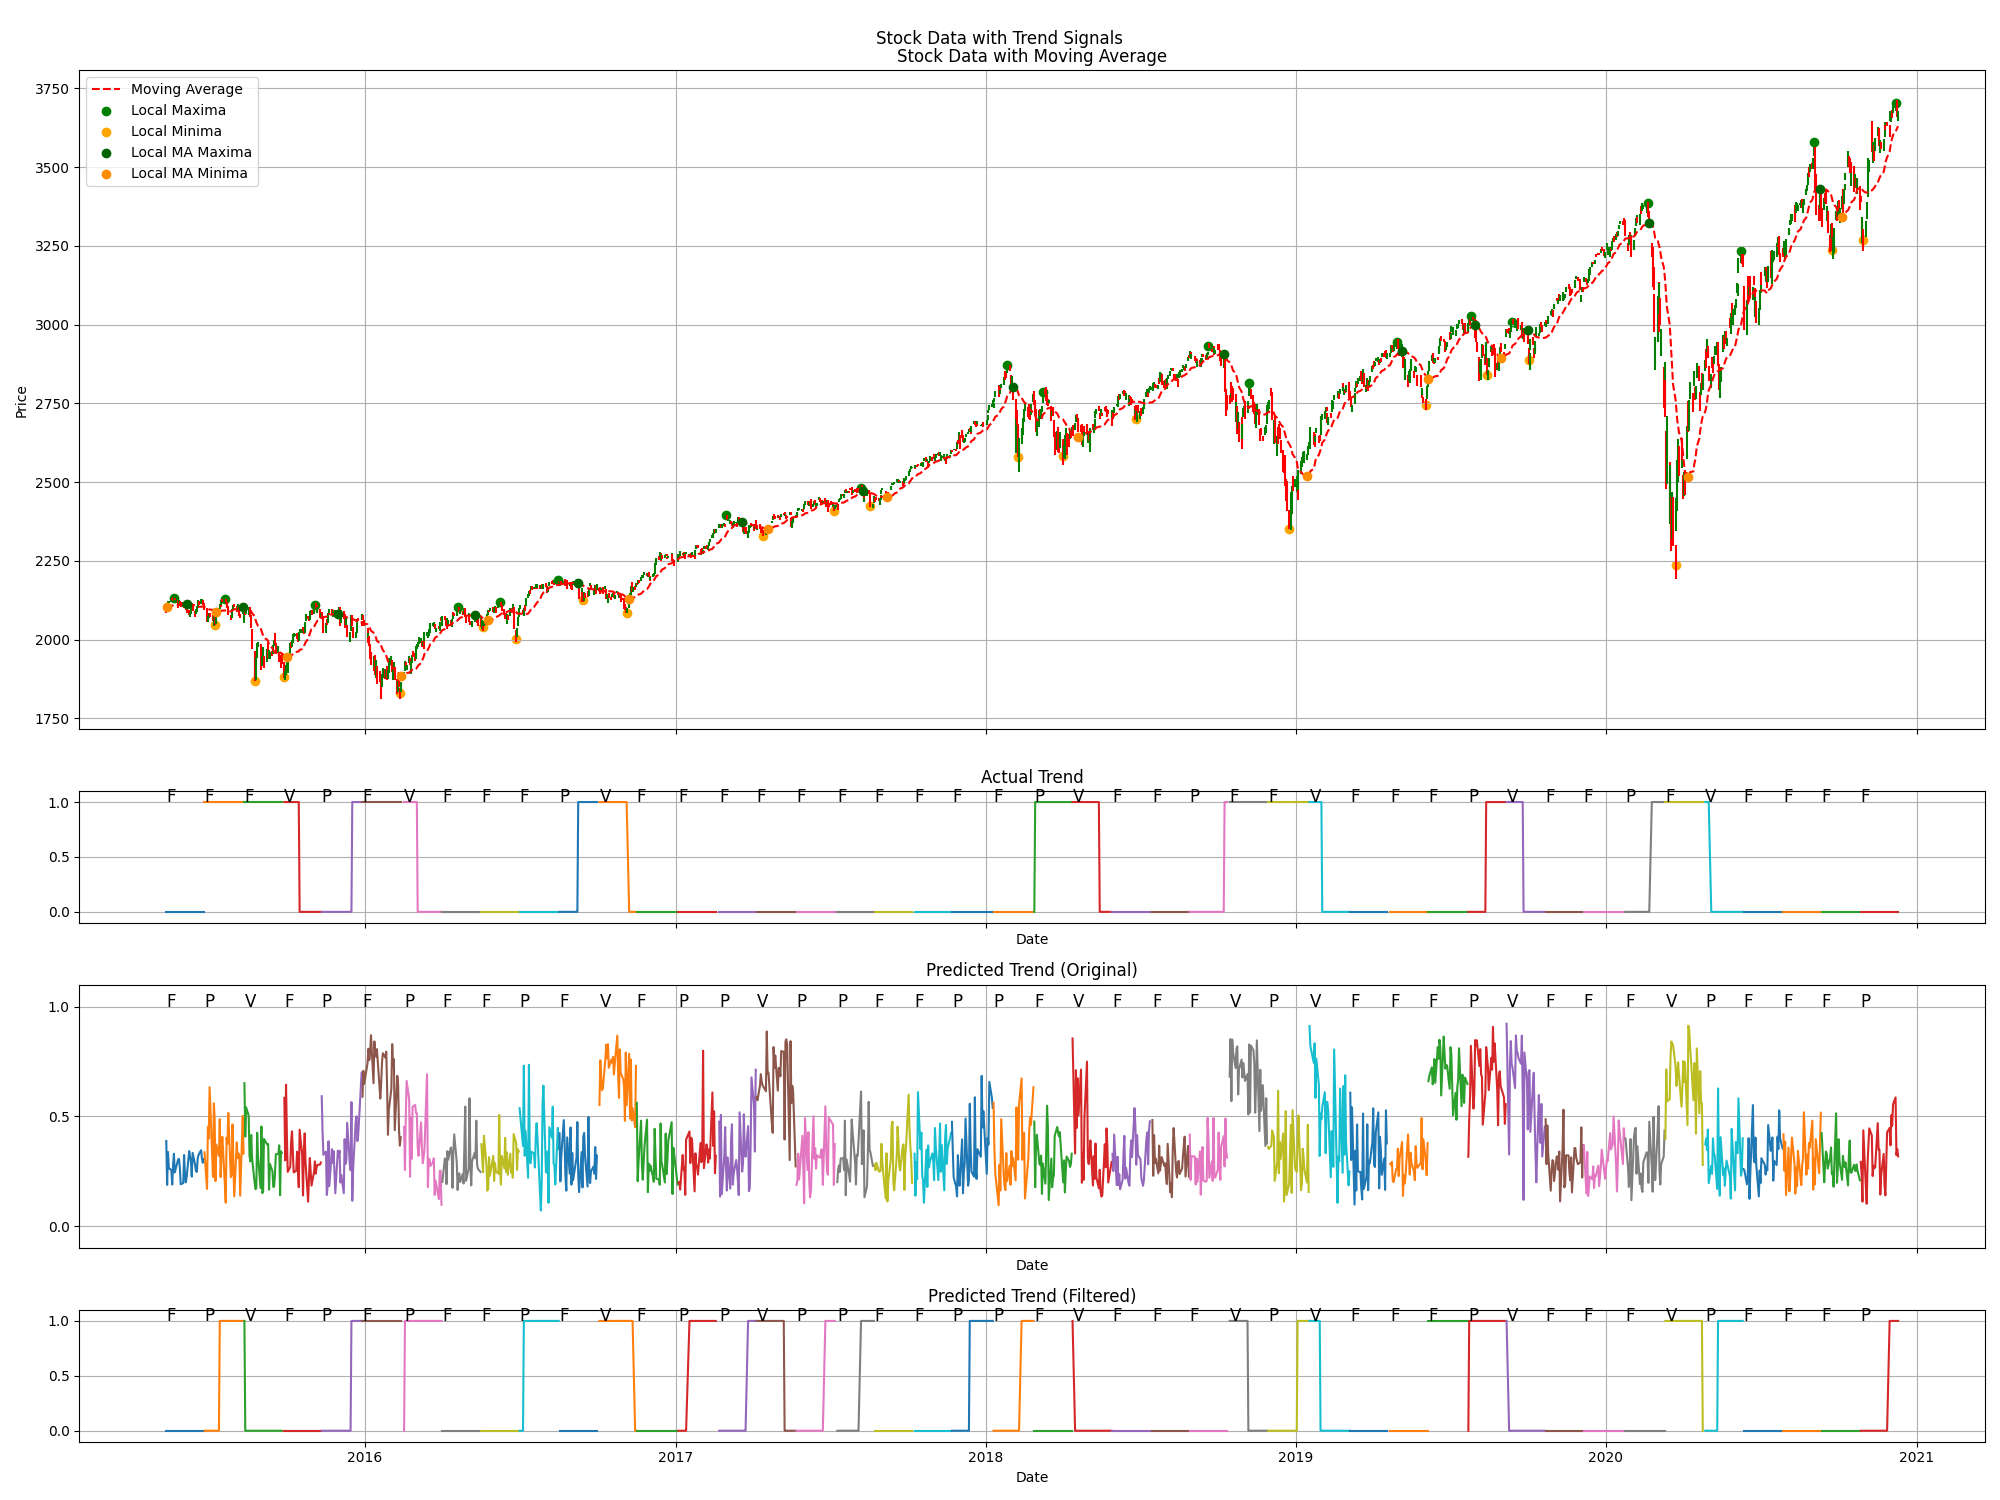 Stock Data with Trend Signals
Stock Data with Moving Average
3750
3500
3250
3000
2750
2500
2250
2000
1750
Price
Moving Average
Local Maxima
Local Minima
Local MA Maxima
Local MA Minima
Actual Trend
F F F V P F V F F F P V F F F F F F F F F F P V F F P F F V F F F P V F F P F V F F F F
1.0
0.5
0.0
Date
Predicted Trend (Original)
F P V F P F P F F P F V F P P V P P F F P P F V F F F V P V F F F P V F F F V P F F F P
1.0
0.5
0.0
Date
Predicted Trend (Filtered)
F P V F P F P F F P F V F P P V P P F F P P F V F F F V P V F F F P V F F F V P F F F P
1.0
0.5
0.0
2016 2017 2018 2019 2020 2021
Date